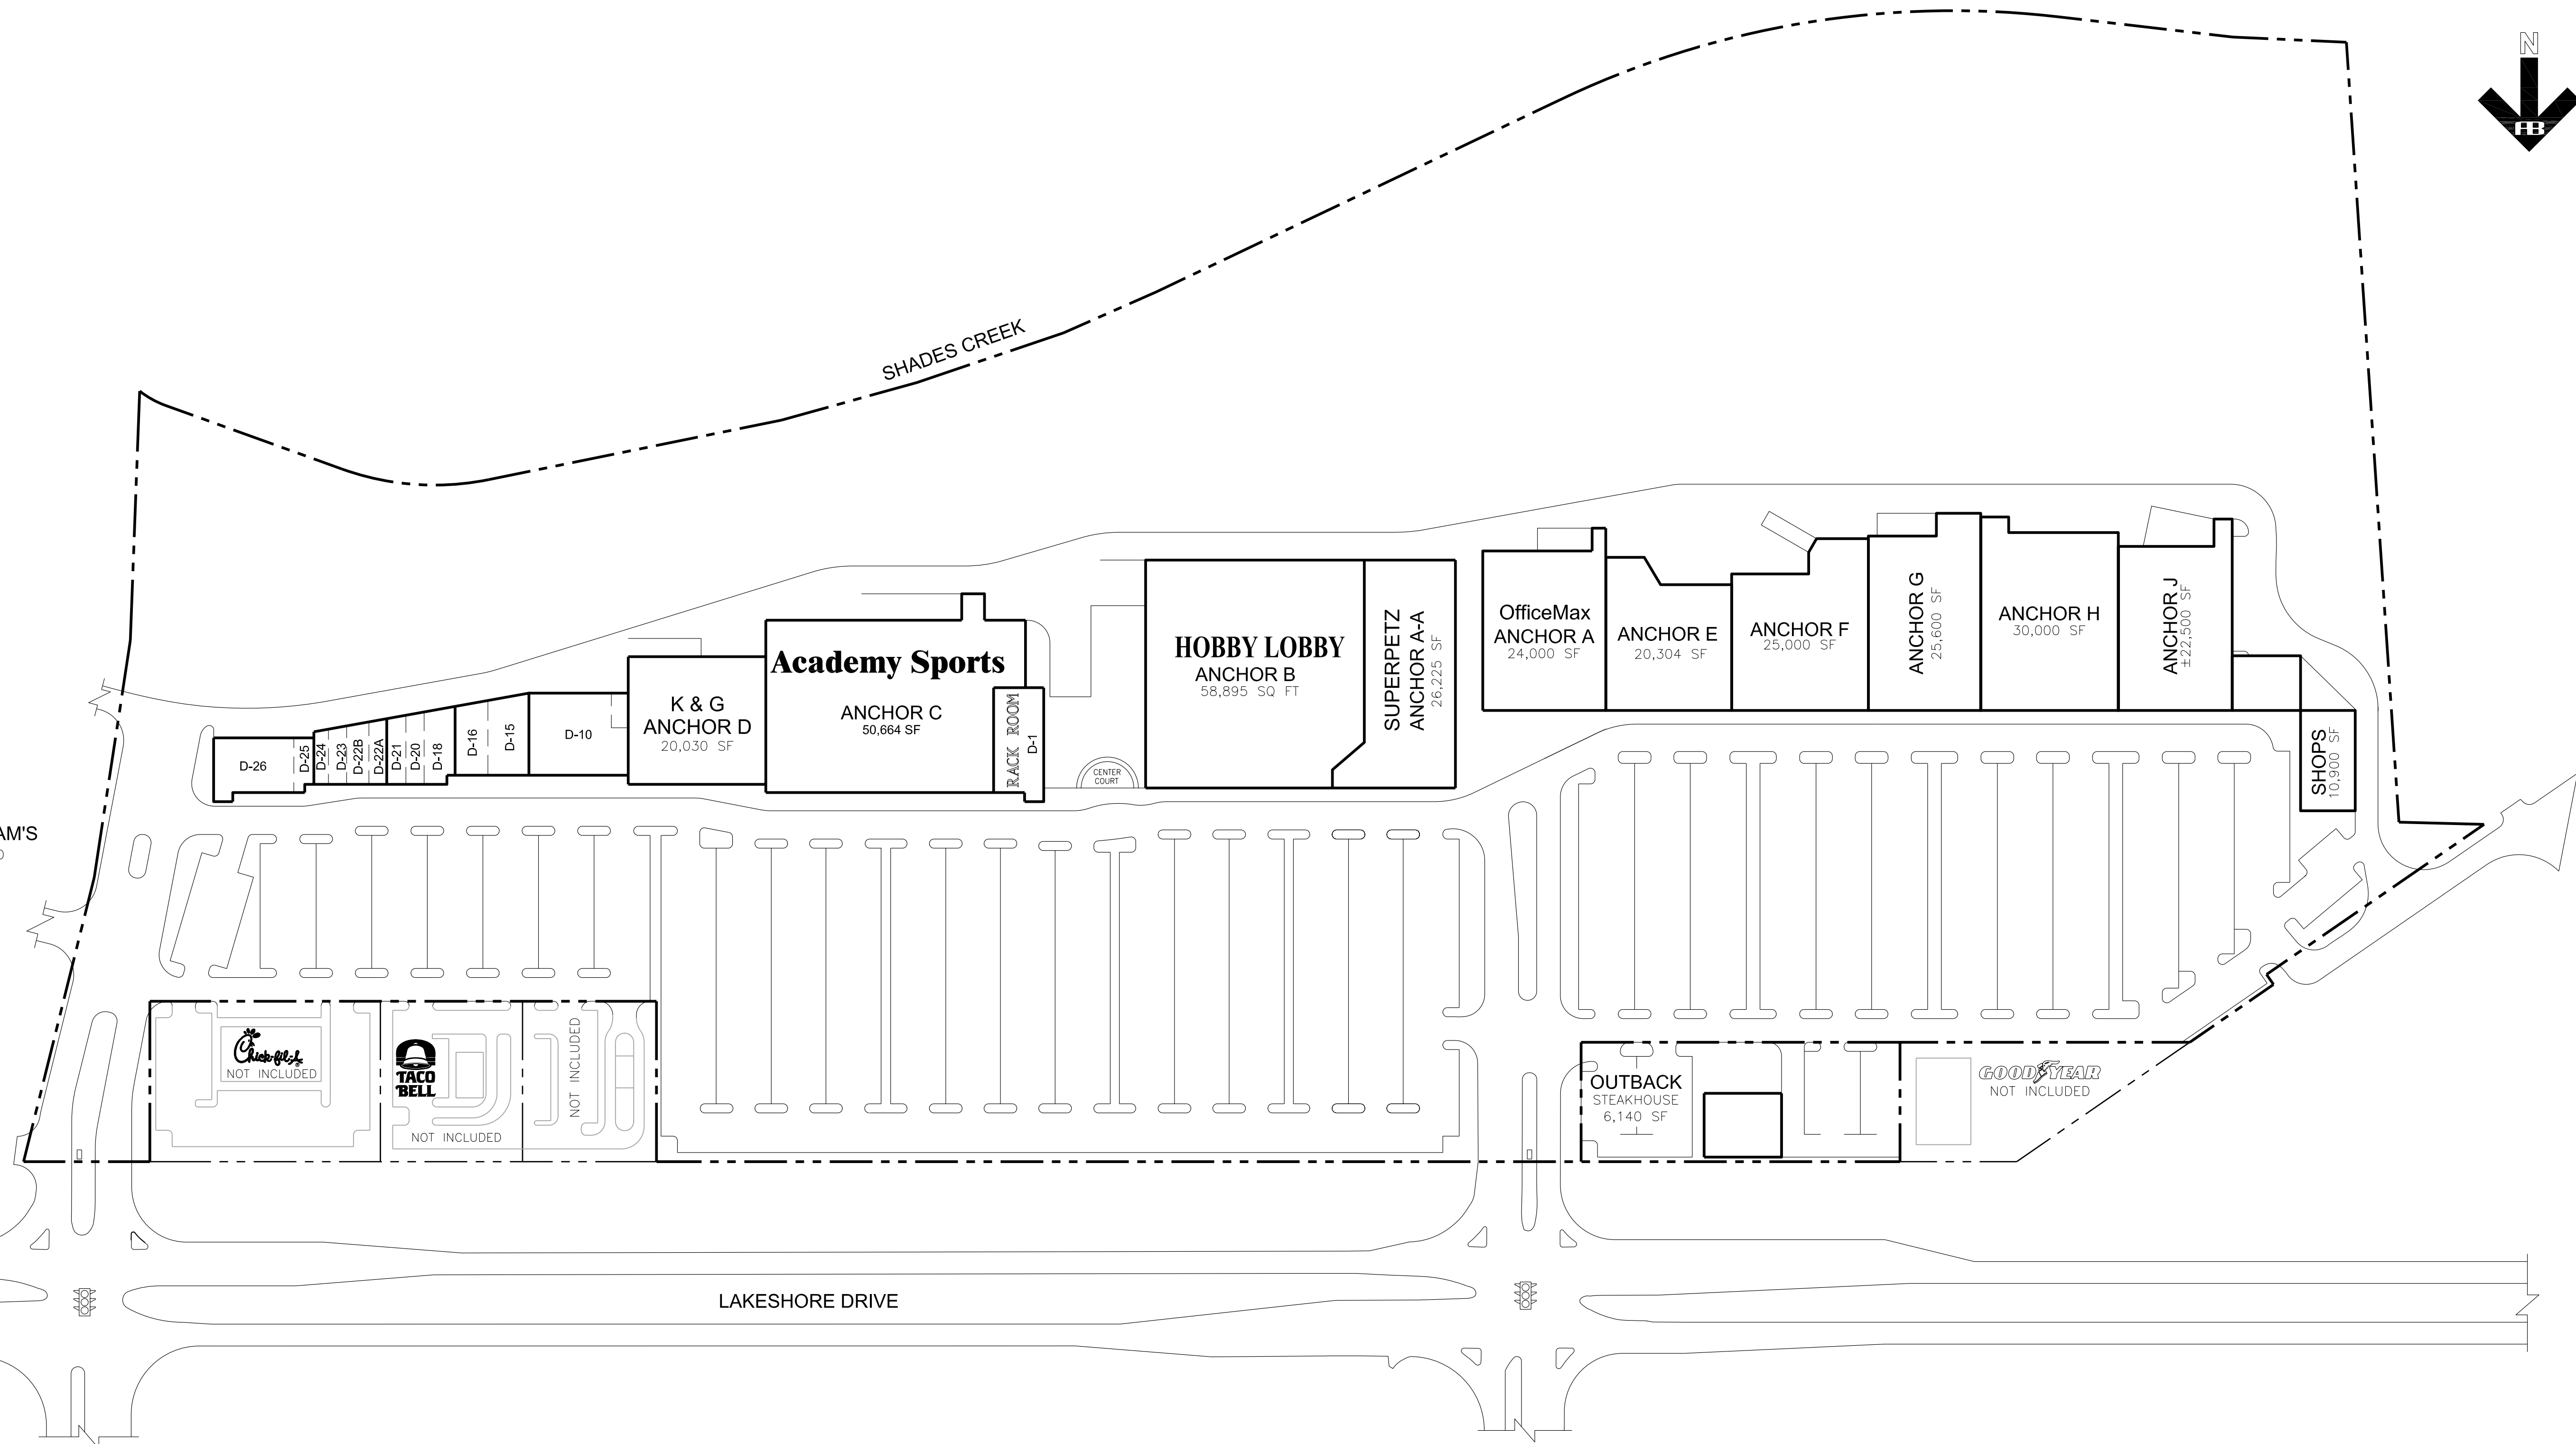 N
AB
SHADES CREEK
AM'S
D-26
D-25
D-24
D-23
D-22B
D-22A
D-21
D-20
D-18
D-16
D-15
D-10
K & G
ANCHOR D
20,030 SF
Academy Sports
ANCHOR C
50,664 SF
RACK ROOM
D-1
CENTER
COURT
HOBBY LOBBY
ANCHOR B
58,895 SQ FT
SUPERPETZ
ANCHOR A-A
26,225 SF
OfficeMax
ANCHOR A
24,000 SF
ANCHOR E
20,304 SF
ANCHOR F
25,000 SF
ANCHOR G
25,600 SF
ANCHOR H
30,000 SF
ANCHOR J
±22,500 SF
SHOPS
10,900 SF
Chick-fil-A
NOT INCLUDED
TACO
BELL
NOT INCLUDED
NOT INCLUDED
OUTBACK
STEAKHOUSE
6,140 SF
GOODYEAR
NOT INCLUDED
LAKESHORE DRIVE